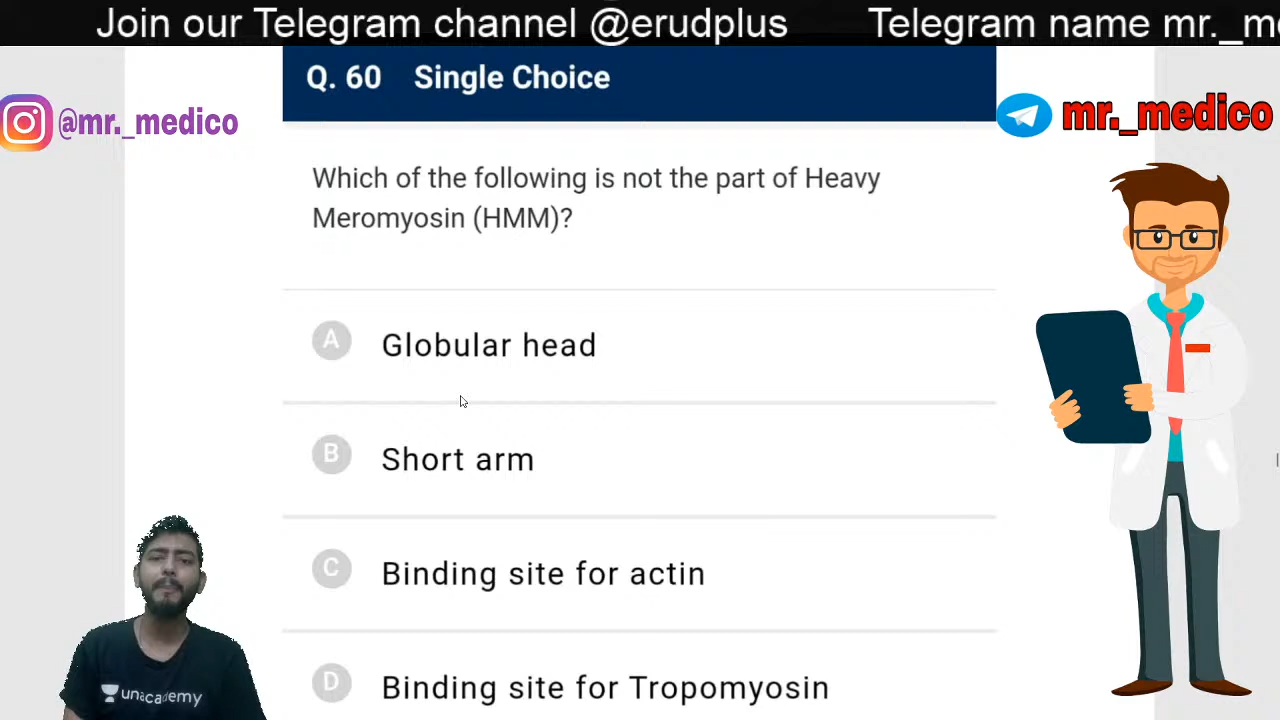 Join our Telegram channel @erudplus Telegram name mr._m
Q. 60 Single Choice
@mr._medico
mr._medico
Which of the following is not the part of Heavy
Meromyosin (HMM)?
A Globular head
B Short arm
C Binding site for actin
D Binding site for Tropomyosin
unacademy